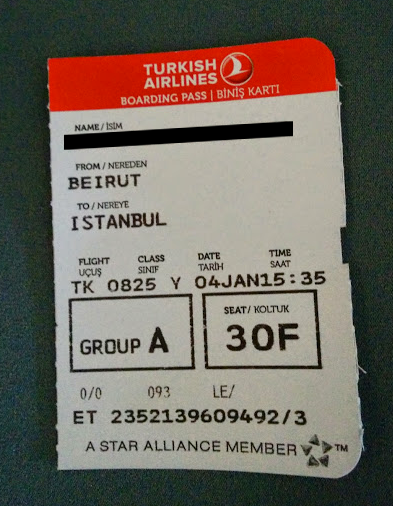 TURKISH
AIRLINES
BOARDING PASS | BİNİŞ KARTI
NAME / İSİM
FROM / NEREDEN
BEIRUT
TO / NEREYE
ISTANBUL
FLIGHT CLASS DATE TIME
UÇUŞ SINIF TARİH SAAT
TK 0825 Y 04JAN15:35
GROUP A
SEAT / KOLTUK
30F
0/0 093 LE/
ET 2352139609492/3
A STAR ALLIANCE MEMBER ™